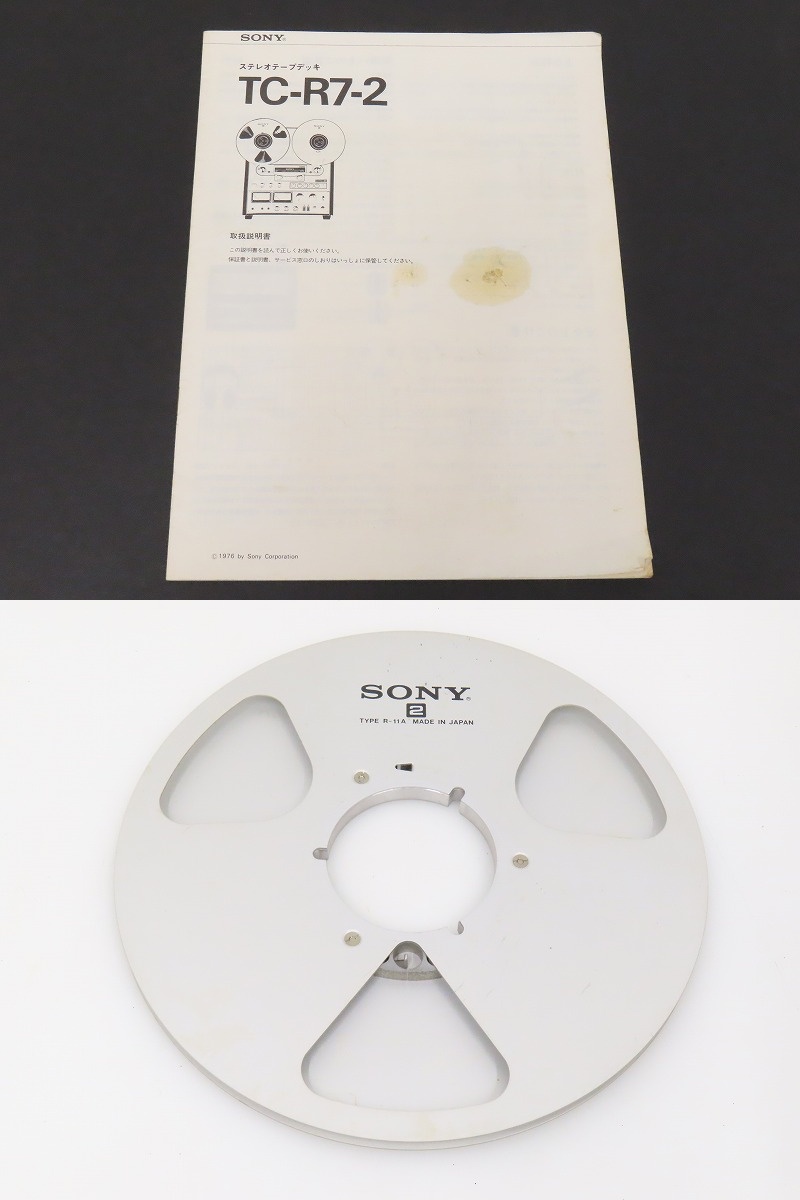 SONY®
ステレオテープデッキ
TC-R7-2
取扱説明書
この説明書を読んで正しくお使いください。
保証書と説明書、サービス窓口のしおりはいっしょに保管してください。
© 1976 by Sony Corporation
SONY®
2
TYPE R-11A MADE IN JAPAN